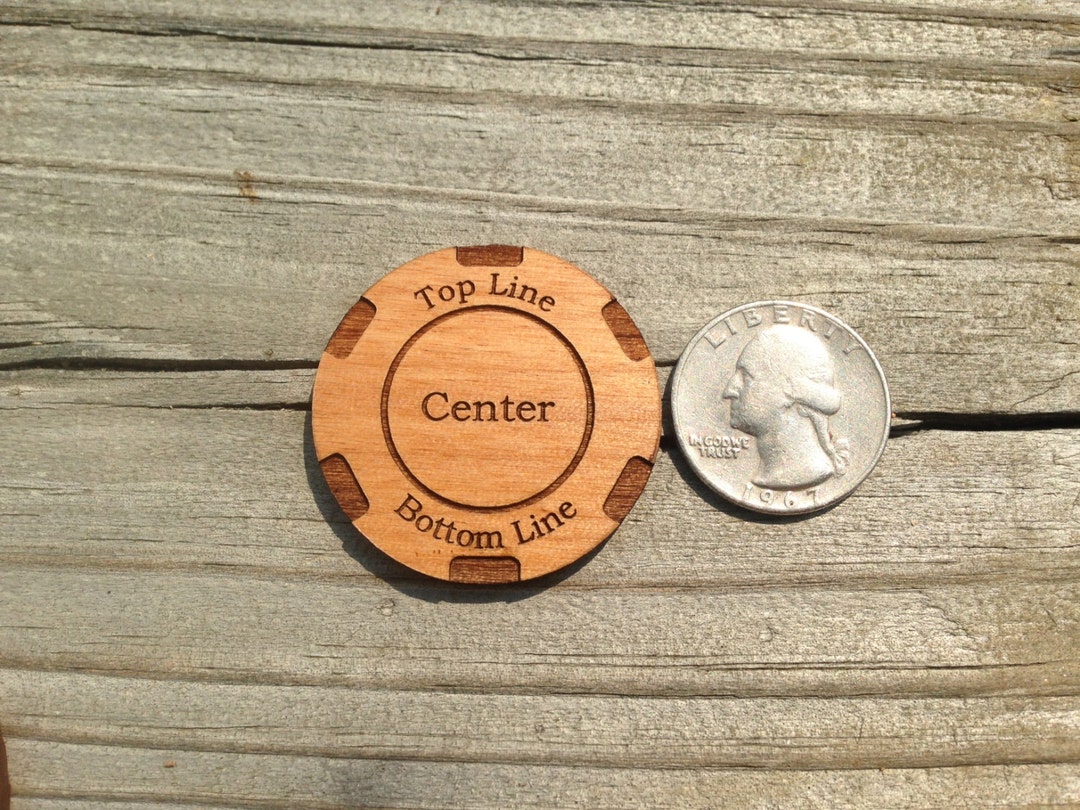 Top Line
Center
Bottom Line
LIBERTY
IN GOD WE
TRUST
1967